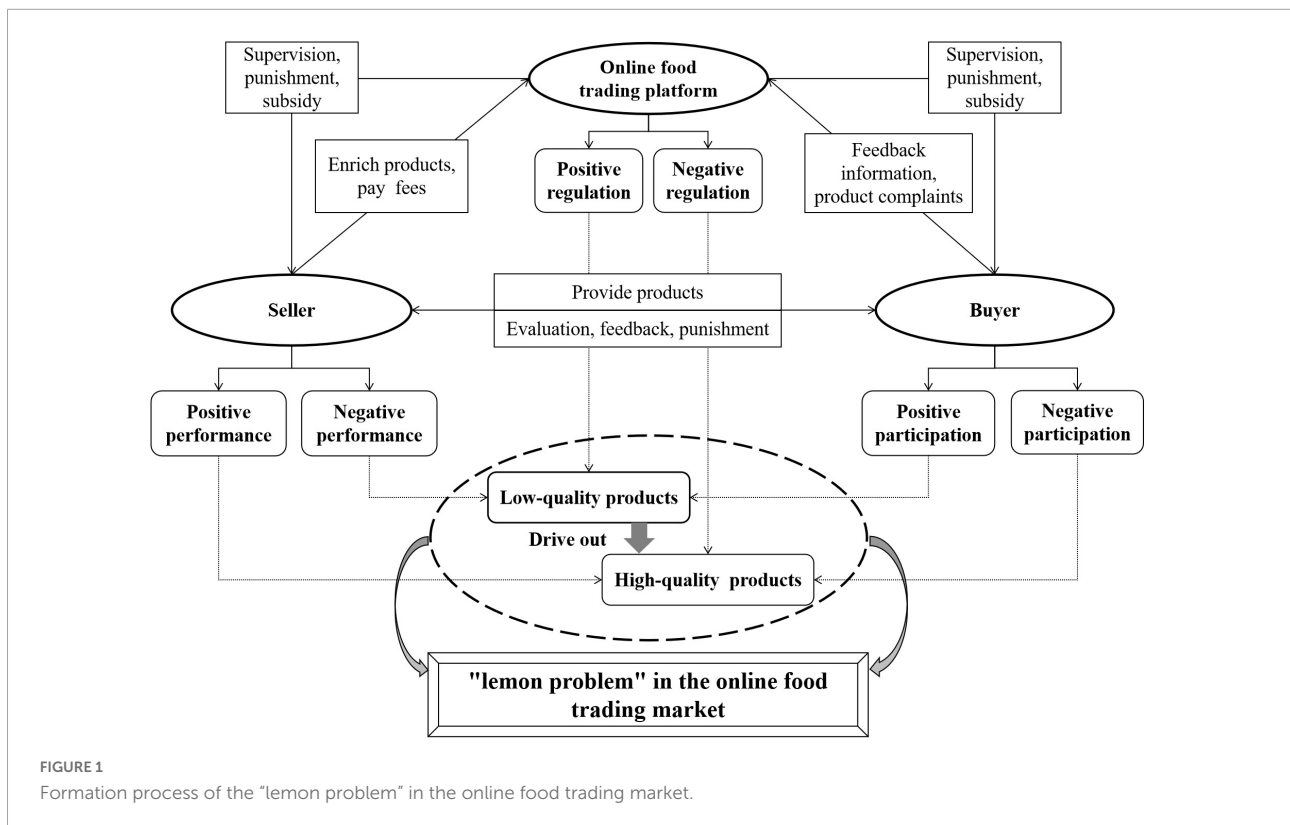 Supervision,
punishment,
subsidy
Online food
trading platform
Supervision,
punishment,
subsidy
Enrich products,
pay fees
Positive
regulation
Negative
regulation
Feedback
information,
product complaints
Seller
Provide products
Evaluation, feedback, punishment
Buyer
Positive
performance
Negative
performance
Positive
participation
Negative
participation
Low-quality products
Drive out
High-quality products
"lemon problem" in the online food
trading market
FIGURE 1
Formation process of the “lemon problem” in the online food trading market.